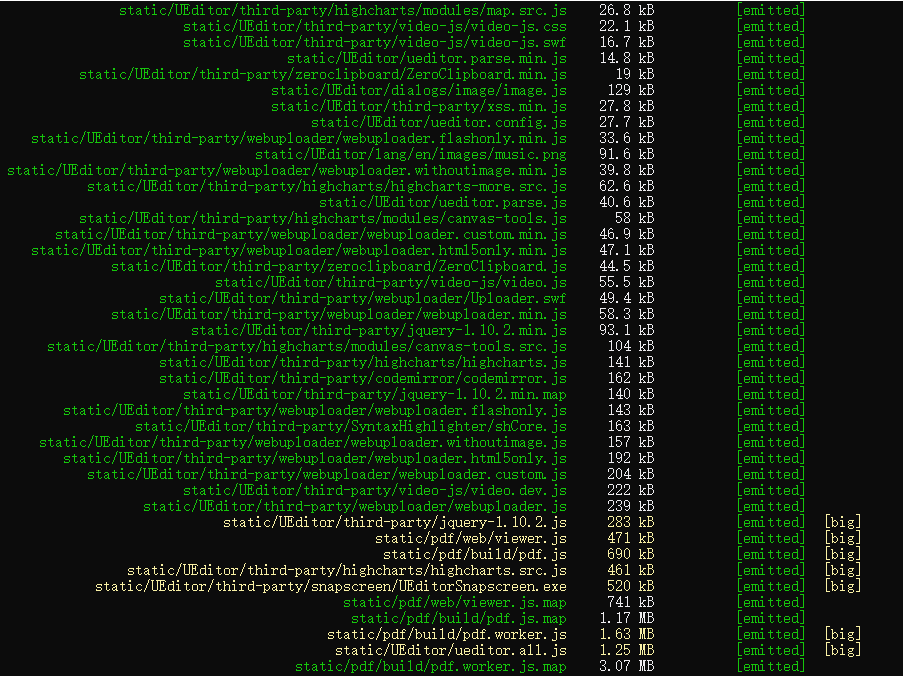 static/UEditor/third-party/highcharts/modules/map.src.js 26.8 kB [emitted]
static/UEditor/third-party/video-js/video-js.css 22.1 kB [emitted]
static/UEditor/third-party/video-js/video-js.swf 16.7 kB [emitted]
static/UEditor/ueditor.parse.min.js 14.8 kB [emitted]
static/UEditor/third-party/zeroclipboard/ZeroClipboard.min.js 19 kB [emitted]
static/UEditor/dialogs/image/image.js 129 kB [emitted]
static/UEditor/third-party/xss.min.js 27.8 kB [emitted]
static/UEditor/ueditor.config.js 27.7 kB [emitted]
static/UEditor/third-party/webuploader/webuploader.flashonly.min.js 33.6 kB [emitted]
static/UEditor/lang/en/images/music.png 91.6 kB [emitted]
static/UEditor/third-party/webuploader/webuploader.withoutimage.min.js 39.8 kB [emitted]
static/UEditor/third-party/highcharts/highcharts-more.src.js 62.6 kB [emitted]
static/UEditor/ueditor.parse.js 40.6 kB [emitted]
static/UEditor/third-party/highcharts/modules/canvas-tools.js 58 kB [emitted]
static/UEditor/third-party/webuploader/webuploader.custom.min.js 46.9 kB [emitted]
static/UEditor/third-party/webuploader/webuploader.html5only.min.js 47.1 kB [emitted]
static/UEditor/third-party/zeroclipboard/ZeroClipboard.js 44.5 kB [emitted]
static/UEditor/third-party/video-js/video.js 55.5 kB [emitted]
static/UEditor/third-party/webuploader/Uploader.swf 49.4 kB [emitted]
static/UEditor/third-party/webuploader/webuploader.min.js 58.3 kB [emitted]
static/UEditor/third-party/jquery-1.10.2.min.js 93.1 kB [emitted]
static/UEditor/third-party/highcharts/modules/canvas-tools.src.js 104 kB [emitted]
static/UEditor/third-party/highcharts/highcharts.js 141 kB [emitted]
static/UEditor/third-party/codemirror/codemirror.js 162 kB [emitted]
static/UEditor/third-party/jquery-1.10.2.min.map 140 kB [emitted]
static/UEditor/third-party/webuploader/webuploader.flashonly.js 143 kB [emitted]
static/UEditor/third-party/SyntaxHighlighter/shCore.js 163 kB [emitted]
static/UEditor/third-party/webuploader/webuploader.withoutimage.js 157 kB [emitted]
static/UEditor/third-party/webuploader/webuploader.html5only.js 192 kB [emitted]
static/UEditor/third-party/webuploader/webuploader.custom.js 204 kB [emitted]
static/UEditor/third-party/video-js/video.dev.js 222 kB [emitted]
static/UEditor/third-party/webuploader/webuploader.js 239 kB [emitted]
static/UEditor/third-party/jquery-1.10.2.js 283 kB [emitted] [big]
static/pdf/web/viewer.js 471 kB [emitted] [big]
static/pdf/build/pdf.js 690 kB [emitted] [big]
static/UEditor/third-party/highcharts/highcharts.src.js 461 kB [emitted] [big]
static/UEditor/third-party/snapscreen/UEditorSnapscreen.exe 520 kB [emitted] [big]
static/pdf/web/viewer.js.map 741 kB [emitted]
static/pdf/build/pdf.js.map 1.17 MB [emitted]
static/pdf/build/pdf.worker.js 1.63 MB [emitted] [big]
static/UEditor/ueditor.all.js 1.25 MB [emitted] [big]
static/pdf/build/pdf.worker.js.map 3.07 MB [emitted]